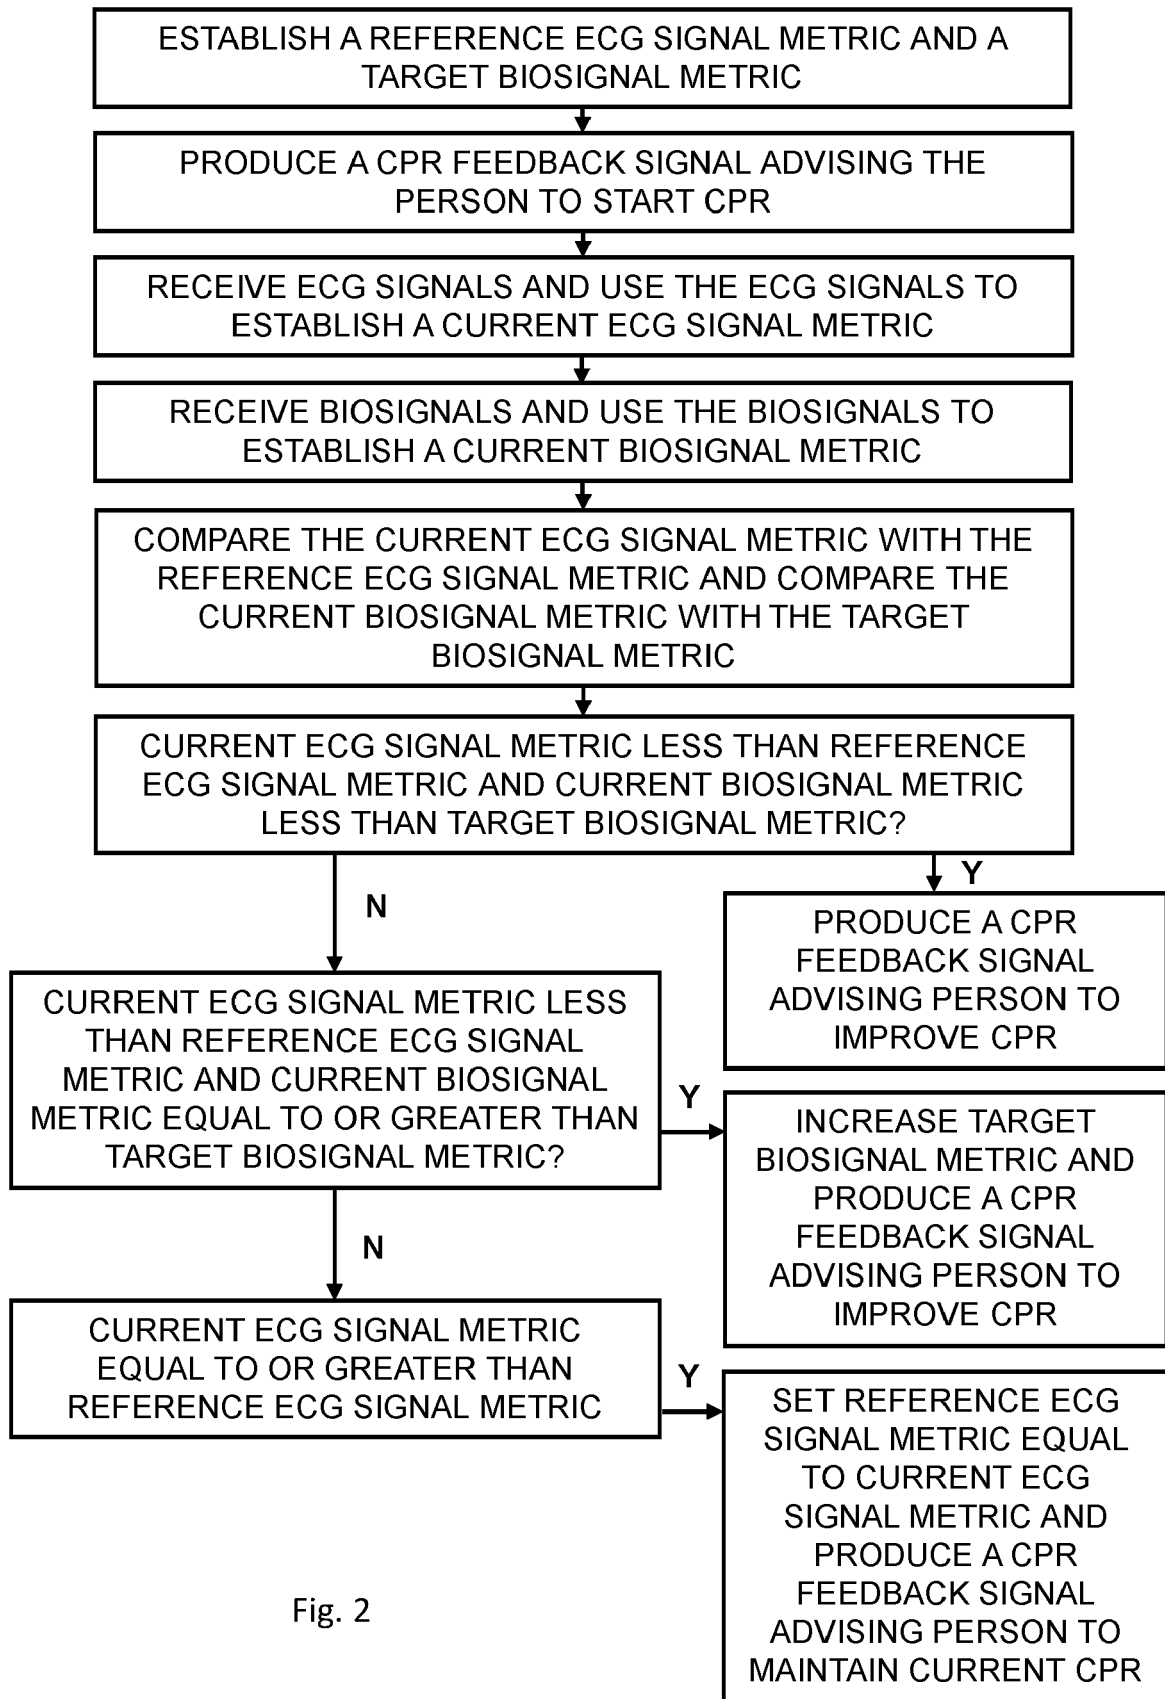 ESTABLISH A REFERENCE ECG SIGNAL METRIC AND A
TARGET BIOSIGNAL METRIC
PRODUCE A CPR FEEDBACK SIGNAL ADVISING THE
PERSON TO START CPR
RECEIVE ECG SIGNALS AND USE THE ECG SIGNALS TO
ESTABLISH A CURRENT ECG SIGNAL METRIC
RECEIVE BIOSIGNALS AND USE THE BIOSIGNALS TO
ESTABLISH A CURRENT BIOSIGNAL METRIC
COMPARE THE CURRENT ECG SIGNAL METRIC WITH THE
REFERENCE ECG SIGNAL METRIC AND COMPARE THE
CURRENT BIOSIGNAL METRIC WITH THE TARGET
BIOSIGNAL METRIC
CURRENT ECG SIGNAL METRIC LESS THAN REFERENCE
ECG SIGNAL METRIC AND CURRENT BIOSIGNAL METRIC
LESS THAN TARGET BIOSIGNAL METRIC?
Y
PRODUCE A CPR
FEEDBACK SIGNAL
ADVISING PERSON TO
IMPROVE CPR
N
CURRENT ECG SIGNAL METRIC LESS
THAN REFERENCE ECG SIGNAL
METRIC AND CURRENT BIOSIGNAL
METRIC EQUAL TO OR GREATER THAN
TARGET BIOSIGNAL METRIC?
Y
INCREASE TARGET
BIOSIGNAL METRIC AND
PRODUCE A CPR
FEEDBACK SIGNAL
ADVISING PERSON TO
IMPROVE CPR
N
CURRENT ECG SIGNAL METRIC
EQUAL TO OR GREATER THAN
REFERENCE ECG SIGNAL METRIC
Y
SET REFERENCE ECG
SIGNAL METRIC EQUAL
TO CURRENT ECG
SIGNAL METRIC AND
PRODUCE A CPR
FEEDBACK SIGNAL
ADVISING PERSON TO
MAINTAIN CURRENT CPR
Fig. 2